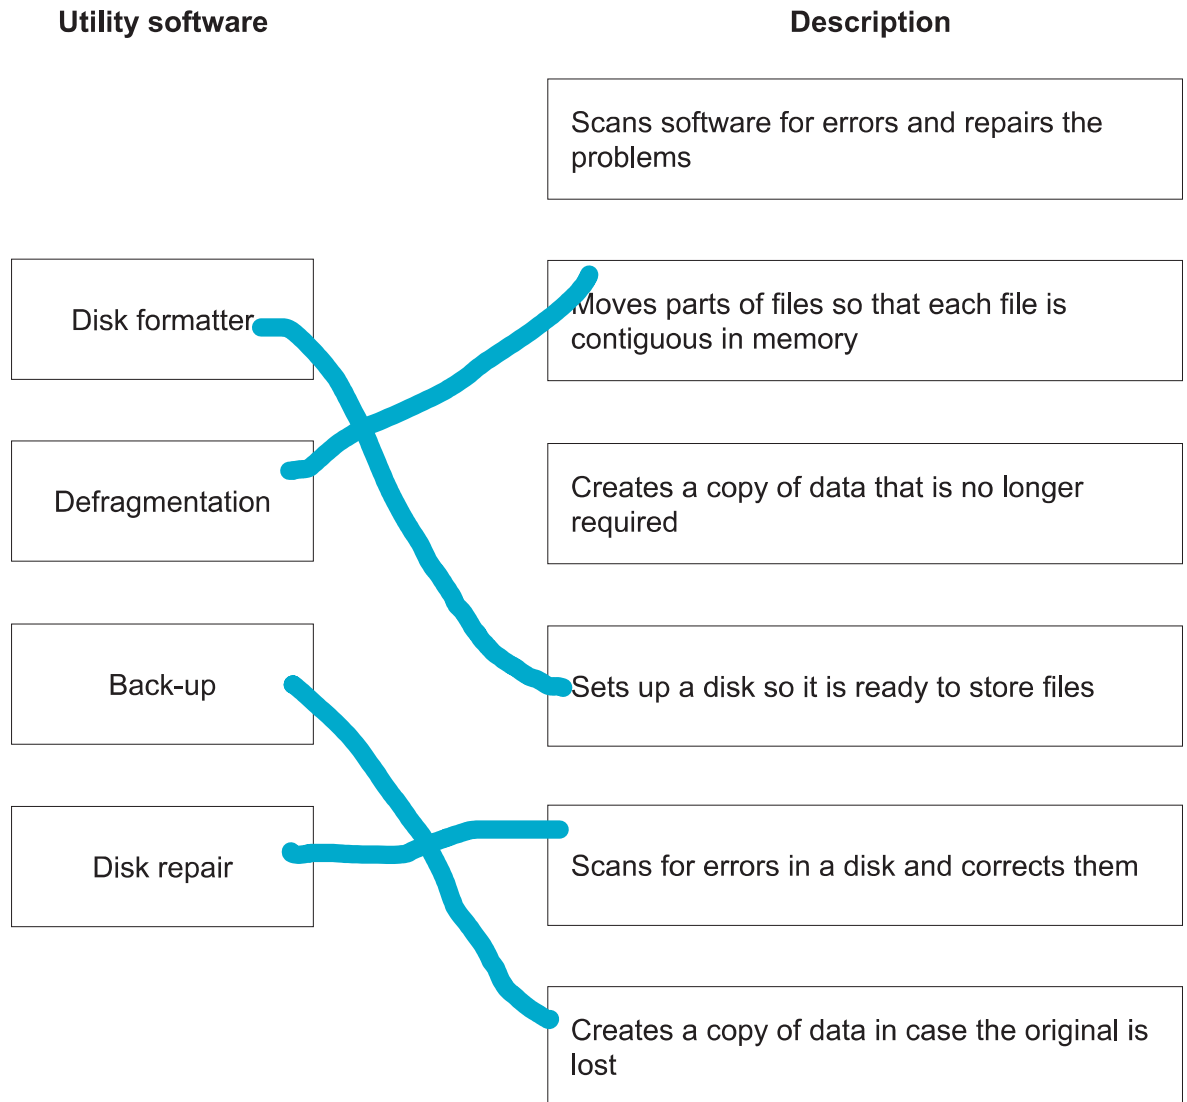 Utility software
Description
Scans software for errors and repairs the
problems
Disk formatter
Moves parts of files so that each file is
contiguous in memory
Defragmentation
Creates a copy of data that is no longer
required
Back-up
Sets up a disk so it is ready to store files
Disk repair
Scans for errors in a disk and corrects them
Creates a copy of data in case the original is
lost